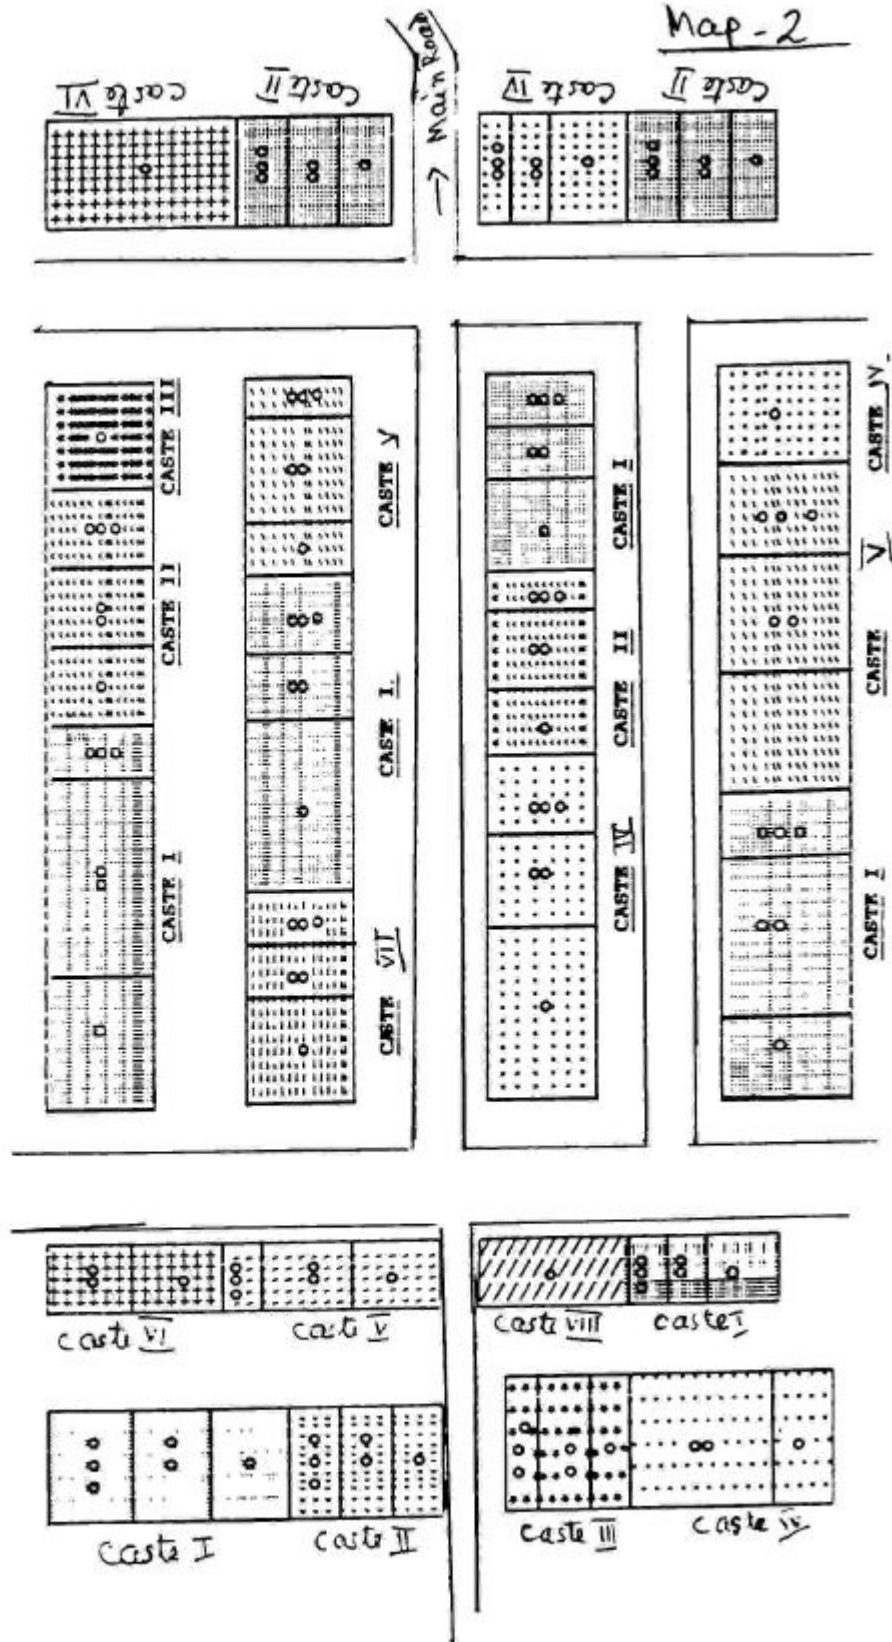 Map - 2
→ Main Road
Caste VI
Caste II
Caste IV
Caste II
CASTE III
CASTE II
CASTE I
CASTE V
CASTE I.
CASTE VII
CASTE I
CASTE II
CASTE IV
CASTE IV
CASTE V
CASTE I
Caste VI
Caste V
Caste VIII
Caste I
Caste I
Caste II
Caste III
Caste IV